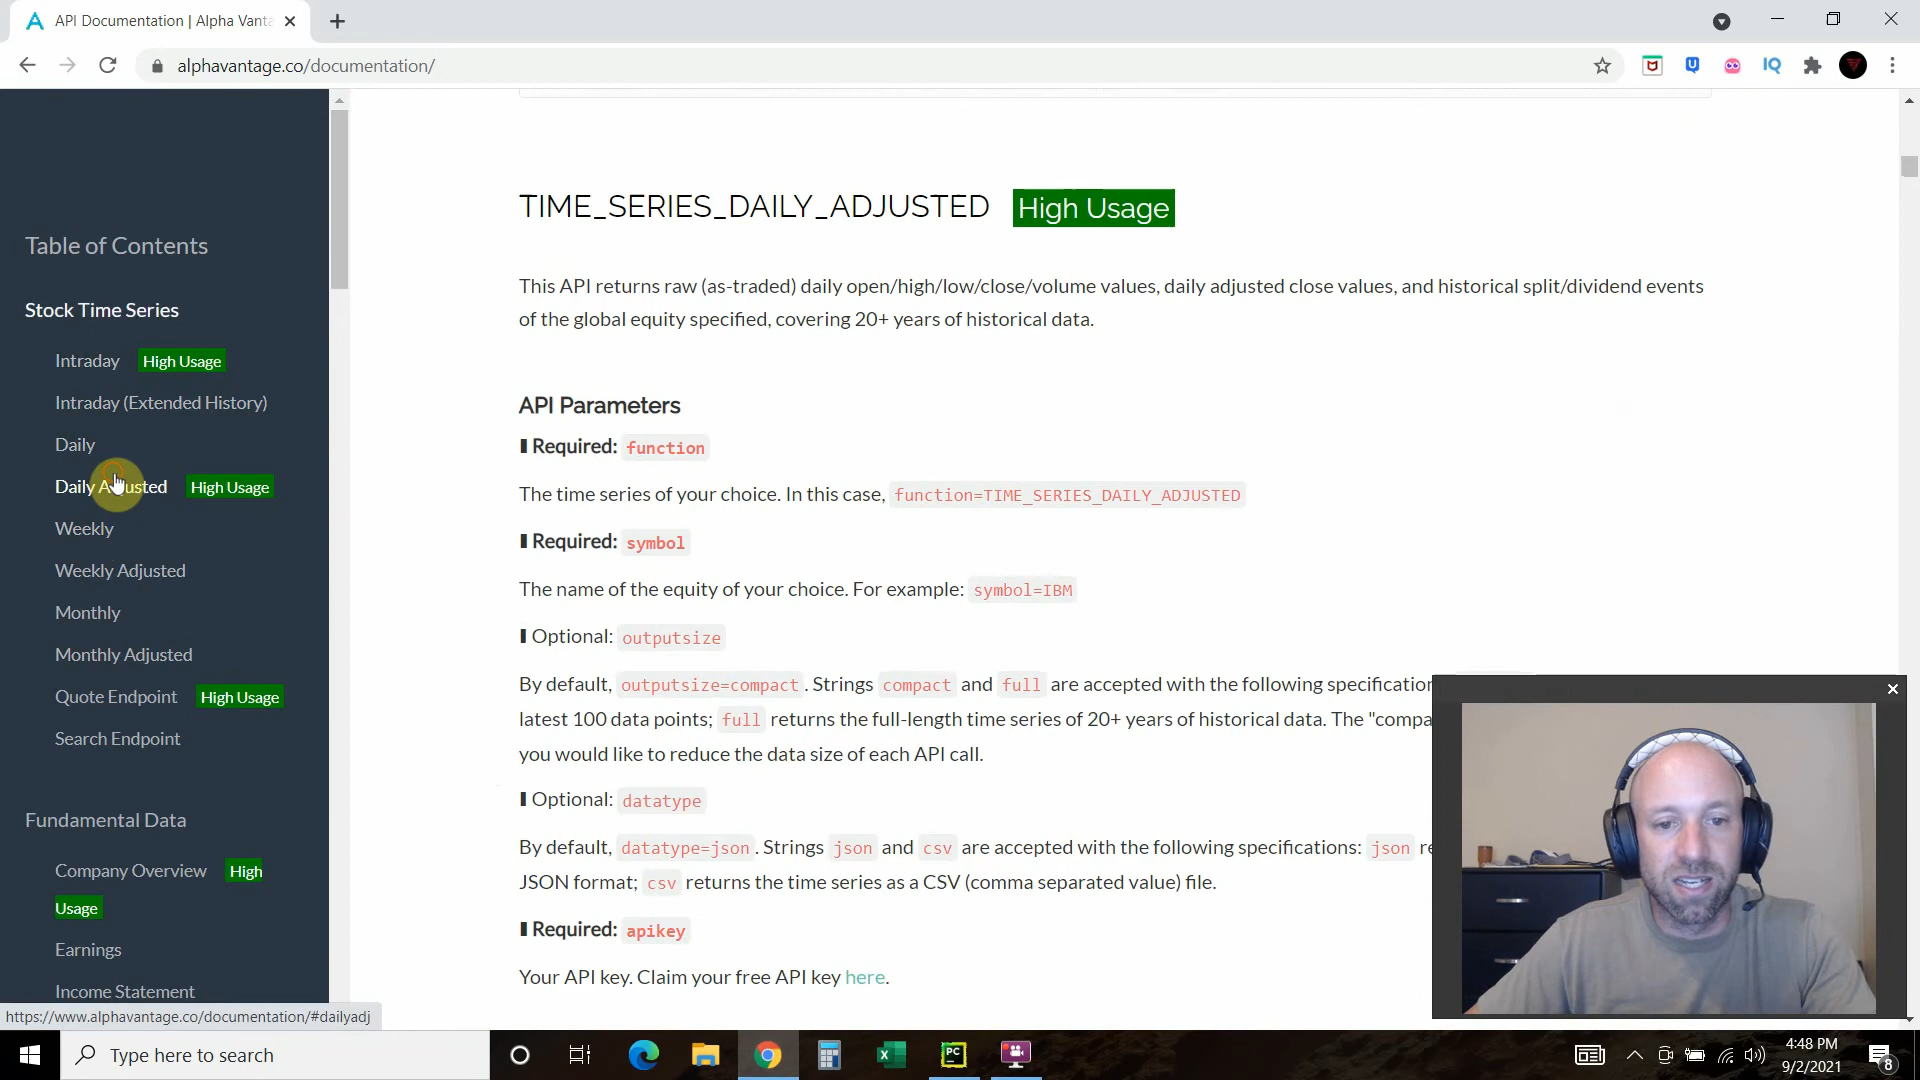 API Documentation | Alpha Vanta
alphavantage.co/documentation/
Table of Contents
Stock Time Series
Intraday High Usage
Intraday (Extended History)
Daily
Daily Adjusted High Usage
Weekly
Weekly Adjusted
Monthly
Monthly Adjusted
Quote Endpoint High Usage
Search Endpoint
Fundamental Data
Company Overview High
Usage
Earnings
Income Statement
https://www.alphavantage.co/documentation/#dailyadj
TIME_SERIES_DAILY_ADJUSTED High Usage
This API returns raw (as-traded) daily open/high/low/close/volume values, daily adjusted close values, and historical split/dividend events
of the global equity specified, covering 20+ years of historical data.
API Parameters
Required: function
The time series of your choice. In this case, function=TIME_SERIES_DAILY_ADJUSTED
Required: symbol
The name of the equity of your choice. For example: symbol=IBM
Optional: outputsize
By default, outputsize=compact. Strings compact and full are accepted with the following specification
latest 100 data points; full returns the full-length time series of 20+ years of historical data. The "compa
you would like to reduce the data size of each API call.
Optional: datatype
By default, datatype=json. Strings json and csv are accepted with the following specifications: json re
JSON format; csv returns the time series as a CSV (comma separated value) file.
Required: apikey
Your API key. Claim your free API key here.
Type here to search
PC
4:48 PM
9/2/2021
8